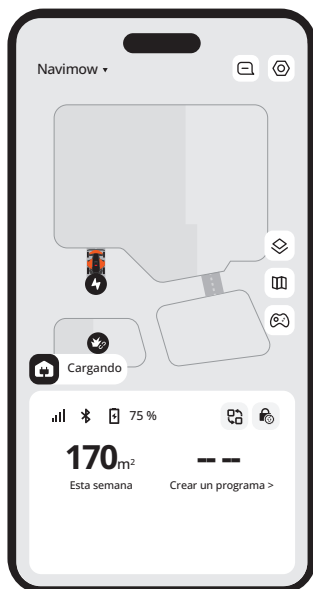 Navimow
Cargando
75 %
170m²
-- --
Esta semana
Crear un programa >